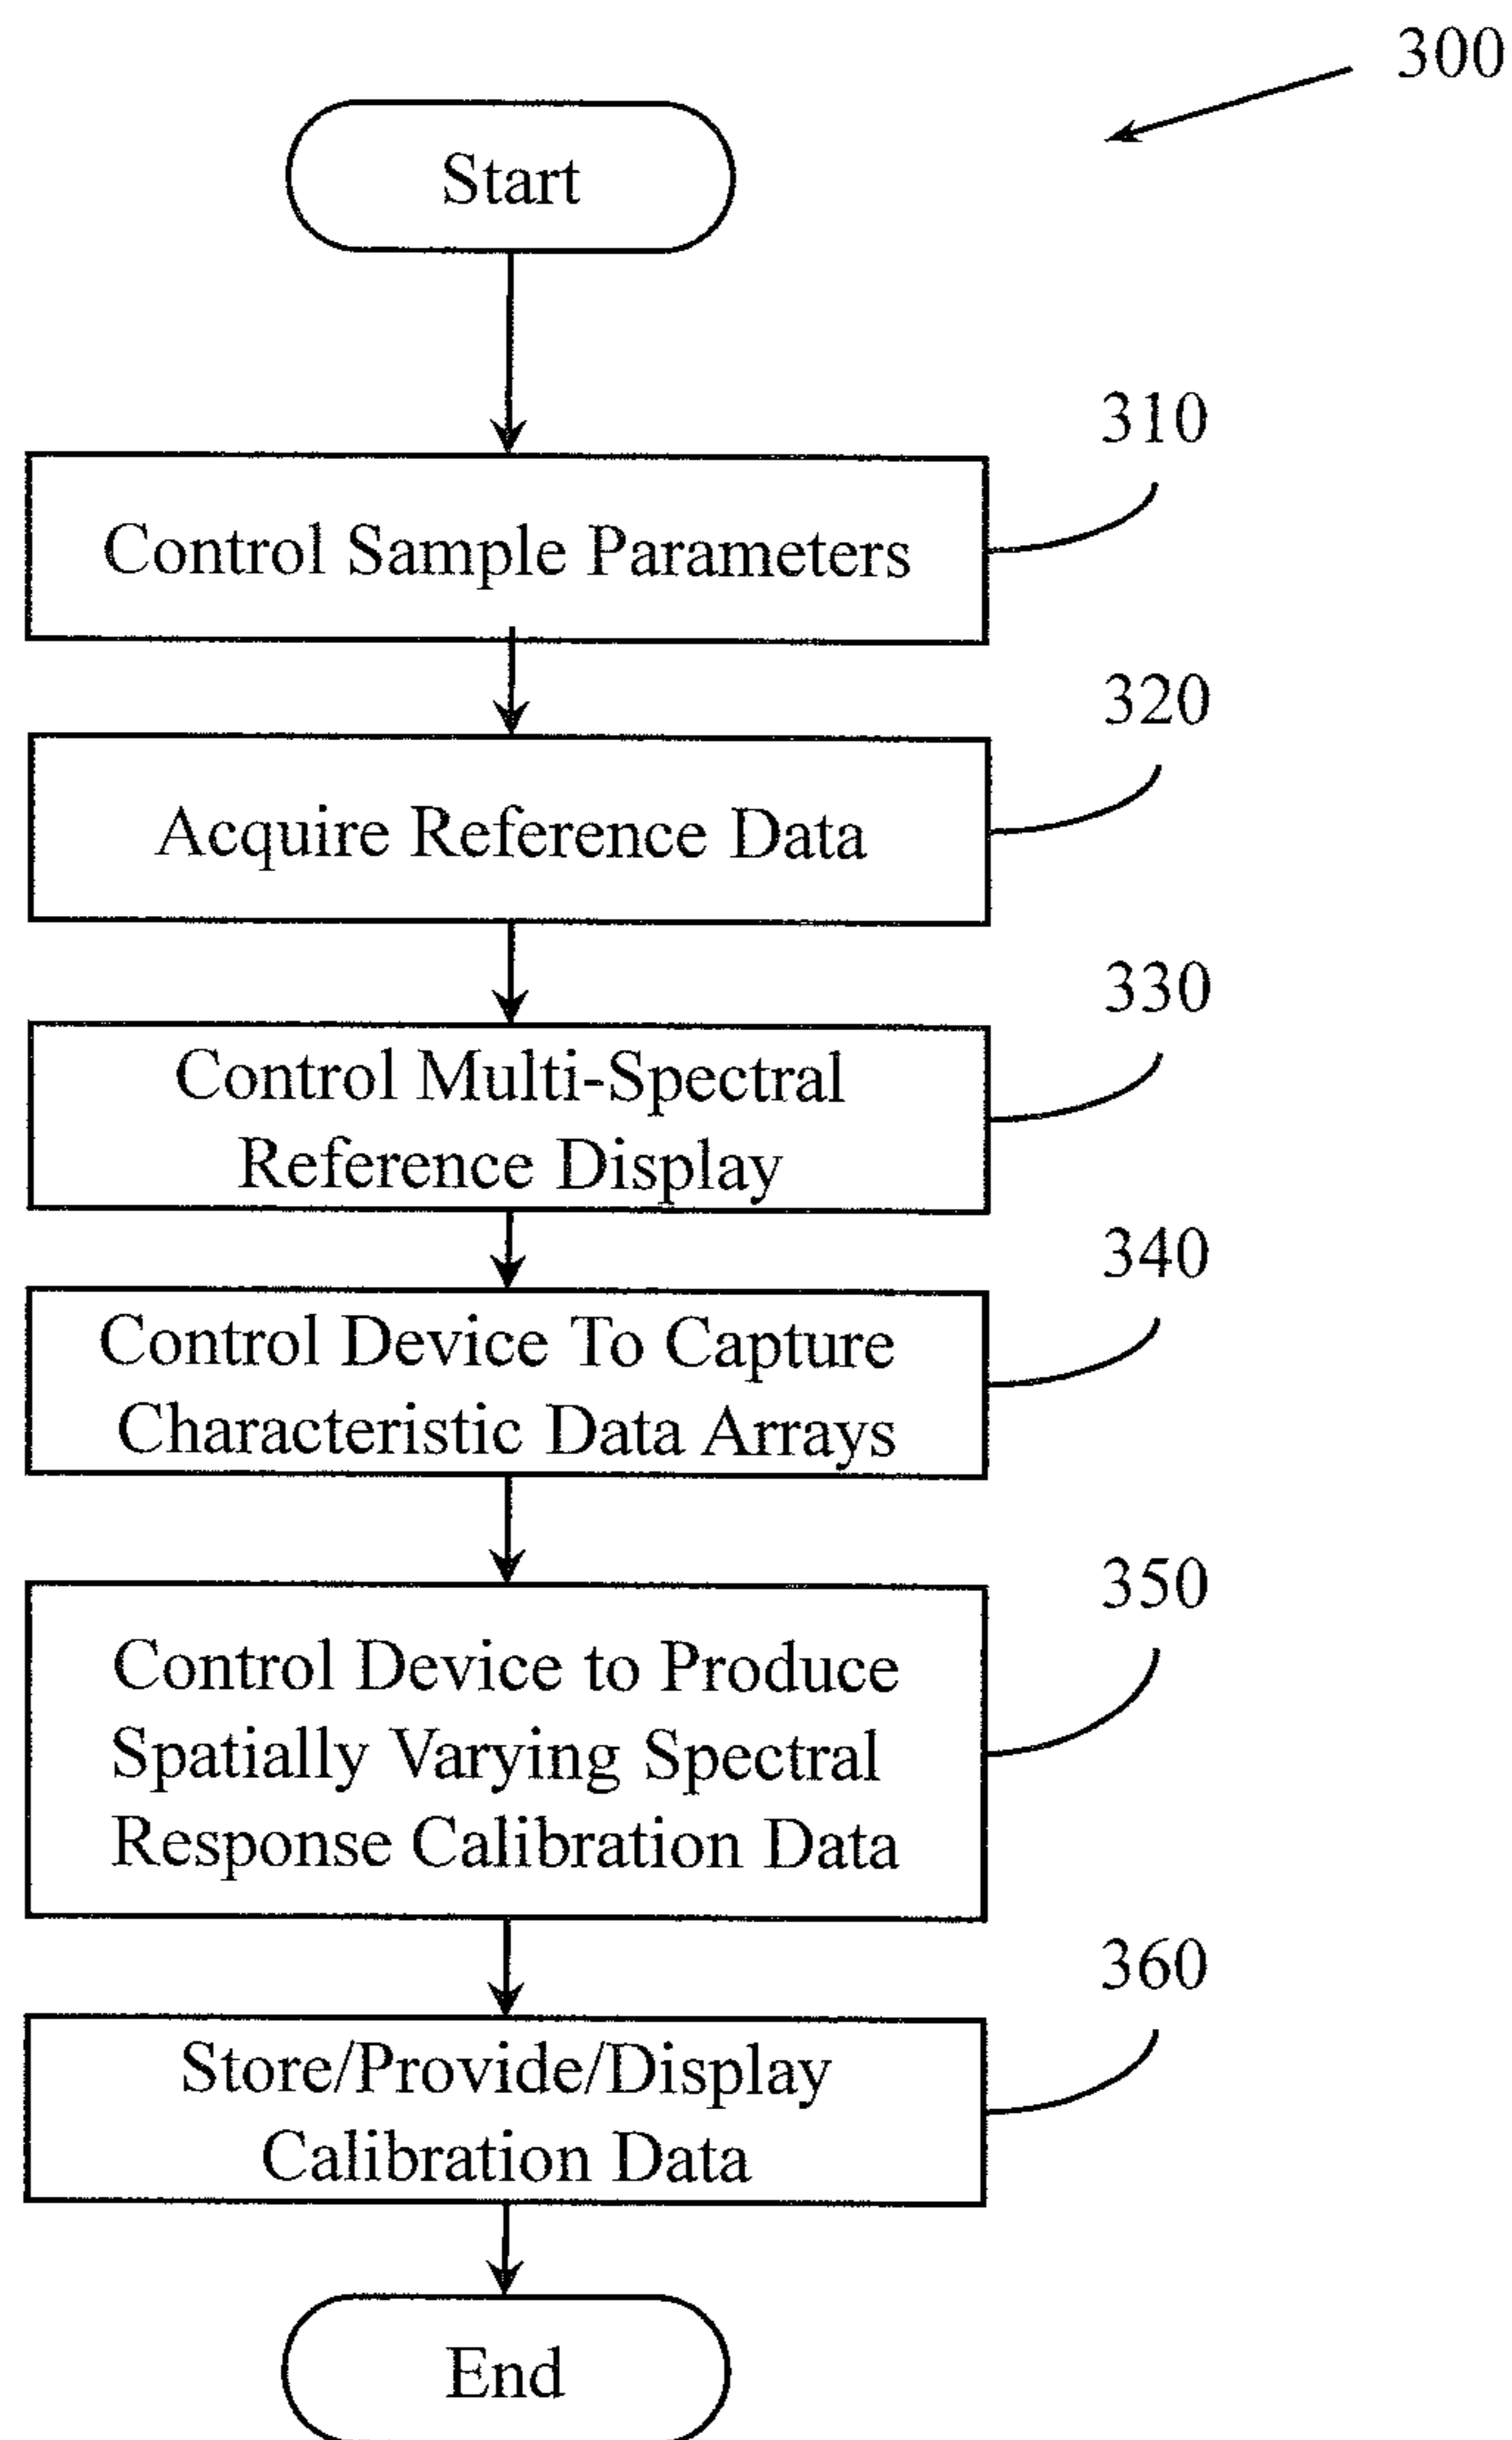 300
Start
310
Control Sample Parameters
320
Acquire Reference Data
330
Control Multi-Spectral
Reference Display
340
Control Device To Capture
Characteristic Data Arrays
350
Control Device to Produce
Spatially Varying Spectral
Response Calibration Data
360
Store/Provide/Display
Calibration Data
End